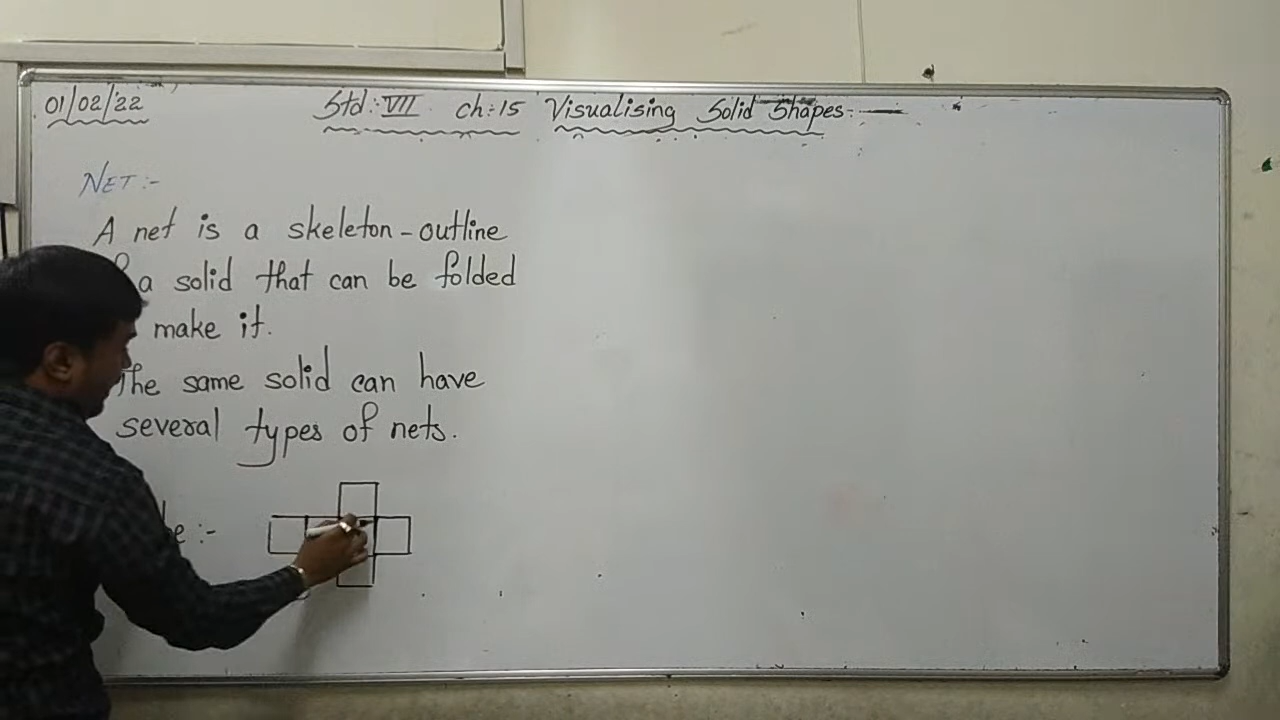 01/02/22
Std:VII ch:15 Visualising Solid Shapes:-
NET:-
A net is a skeleton-outline
a solid that can be folded
make it.
The same solid can have
several types of nets.
:-